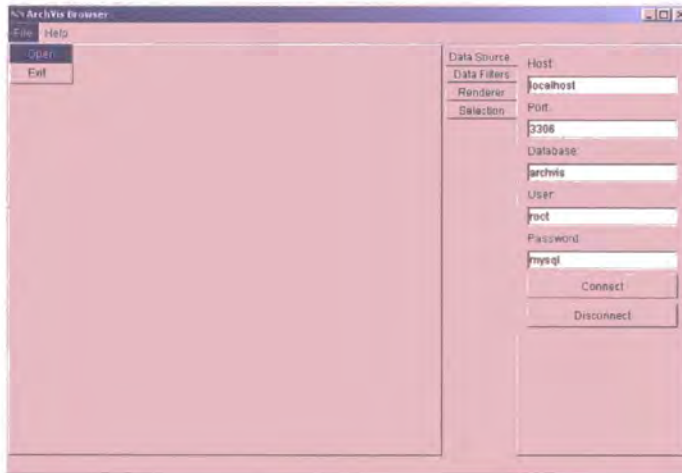 ArchVis Browser
File Help
Open
Exit
Data Source
Data Filters
Renderer
Selection
Host:
localhost
Port:
3306
Database:
archvis
User:
root
Password:
mysql
Connect
Disconnect